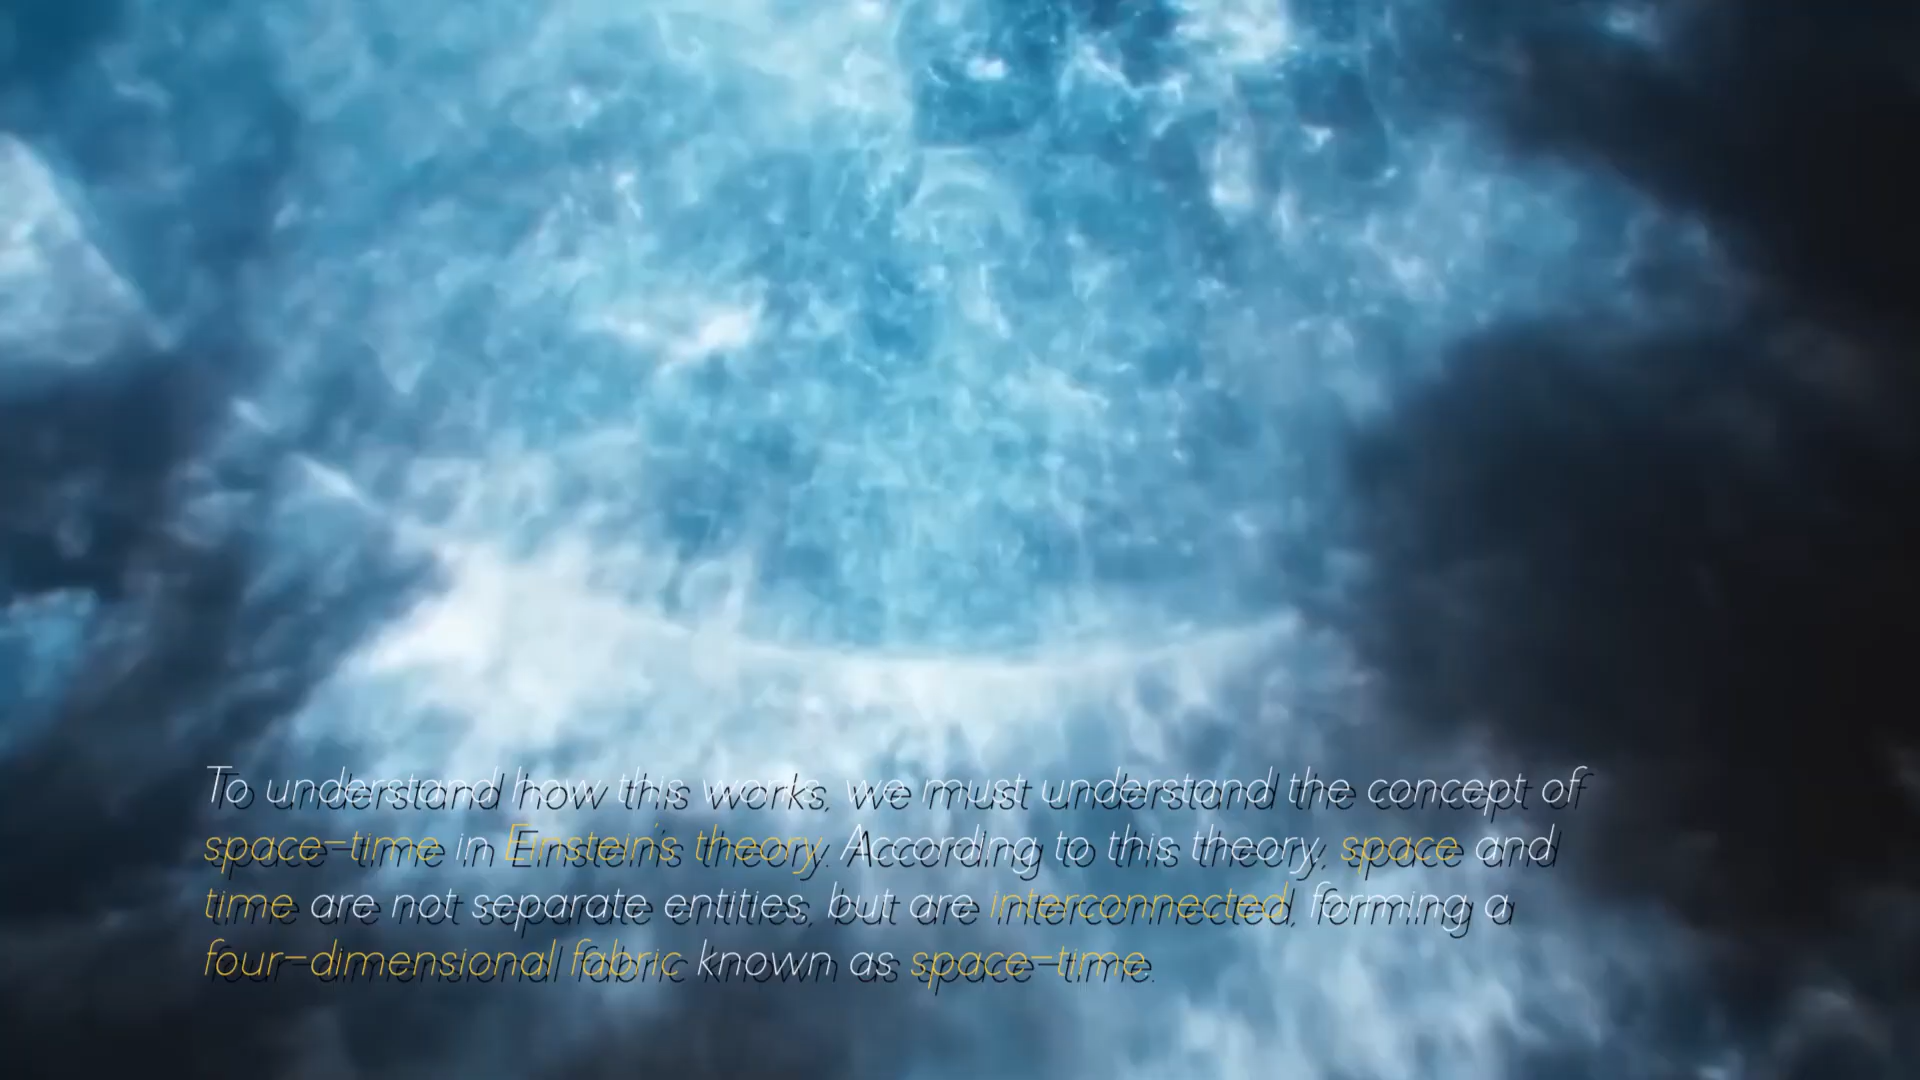 To understand how this works, we must understand the concept of
space-time in Einstein's theory. According to this theory, space and
time are not separate entities, but are interconnected, forming a
four-dimensional fabric known as space-time.